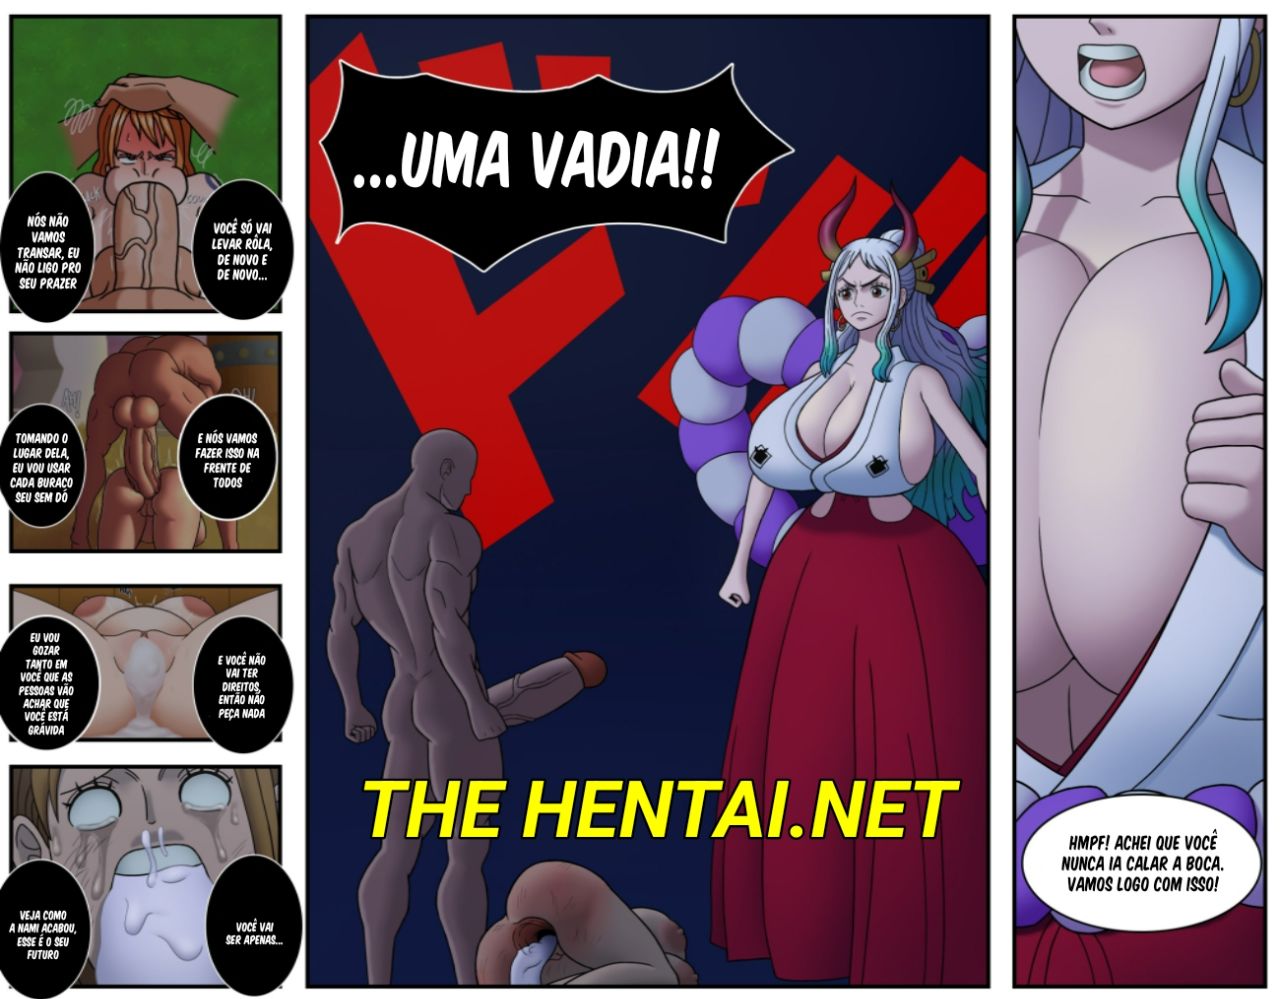 NÓS NÃO
VAMOS
TRANSAR, EU
NÃO LIGO PRO
SEU PRAZER
VOCÊ SÓ VAI
LEVAR RÔLA,
DE NOVO E
DE NOVO...
TOMANDO O
LUGAR DELA,
EU VOU USAR
CADA BURACO
SEU SEM DÓ
E NÓS VAMOS
FAZER ISSO NA
FRENTE DE
TODOS
EU VOU
GOZAR
TANTO EM
VOCÊ QUE AS
PESSOAS VÃO
ACHAR QUE
VOCÊ ESTÁ
GRÁVIDA
E VOCÊ NÃO
VAI TER
DIREITOS,
ENTÃO NÃO
PEÇA NADA
VEJA COMO
A NAMI ACABOU,
ESSE É O SEU
FUTURO
VOCÊ VAI
SER APENAS...
...UMA VADIA!!
THE HENTAI.NET
HMPF! ACHEI QUE VOCÊ
NUNCA IA CALAR A BOCA.
VAMOS LOGO COM ISSO!